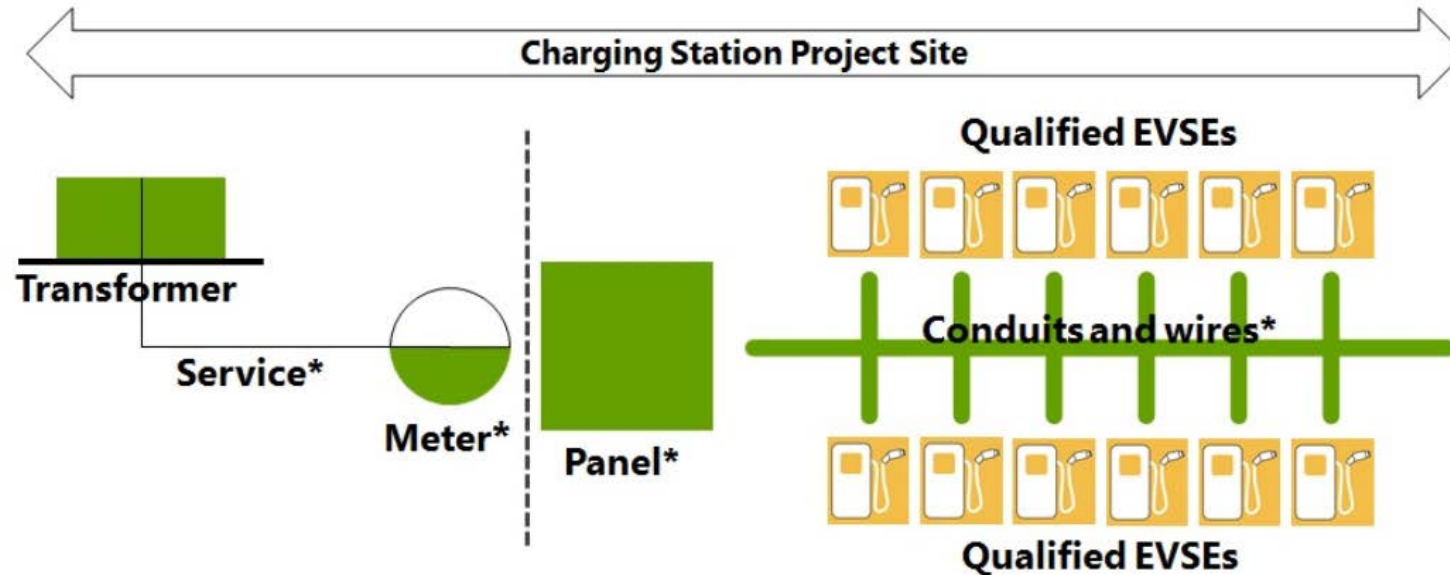 Charging Station Project Site
Qualified EVSEs
Transformer
Conduits and wires*
Service*
Meter*
Panel*
Qualified EVSEs